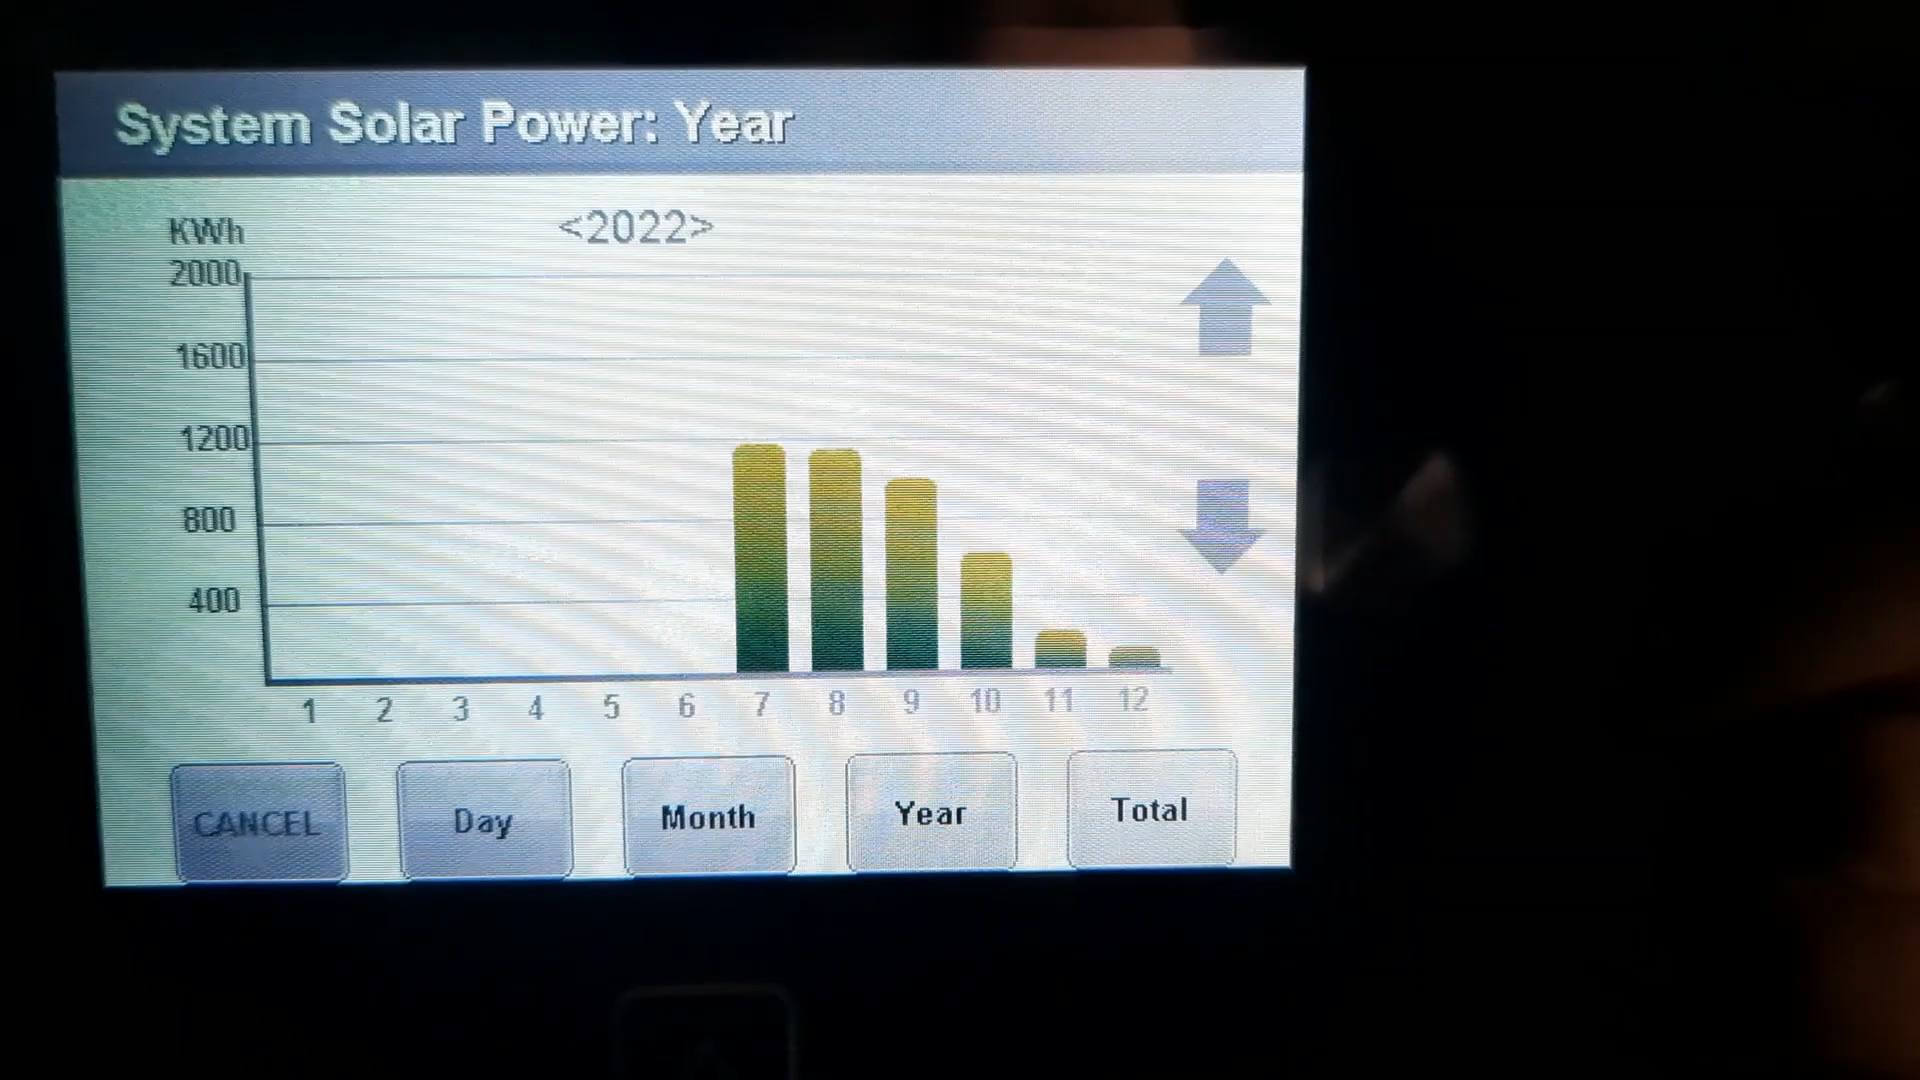 System Solar Power: Year
KWh
<2022>
2000
1600
1200
800
400
1 2 3 4 5 6 7 8 9 10 11 12
CANCEL Day Month Year Total